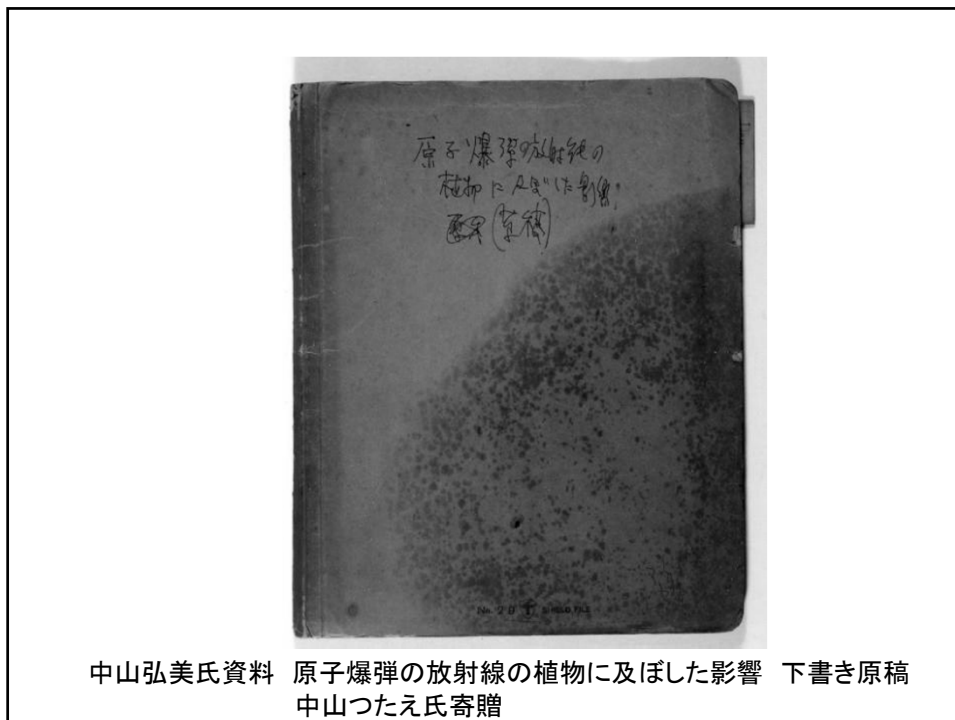 原子爆弾の放射線の
植物に及ぼした影響
(草稿)
No. 20
FILE
中山弘美氏資料 原子爆弾の放射線の植物に及ぼした影響 下書き原稿
中山つたえ氏寄贈